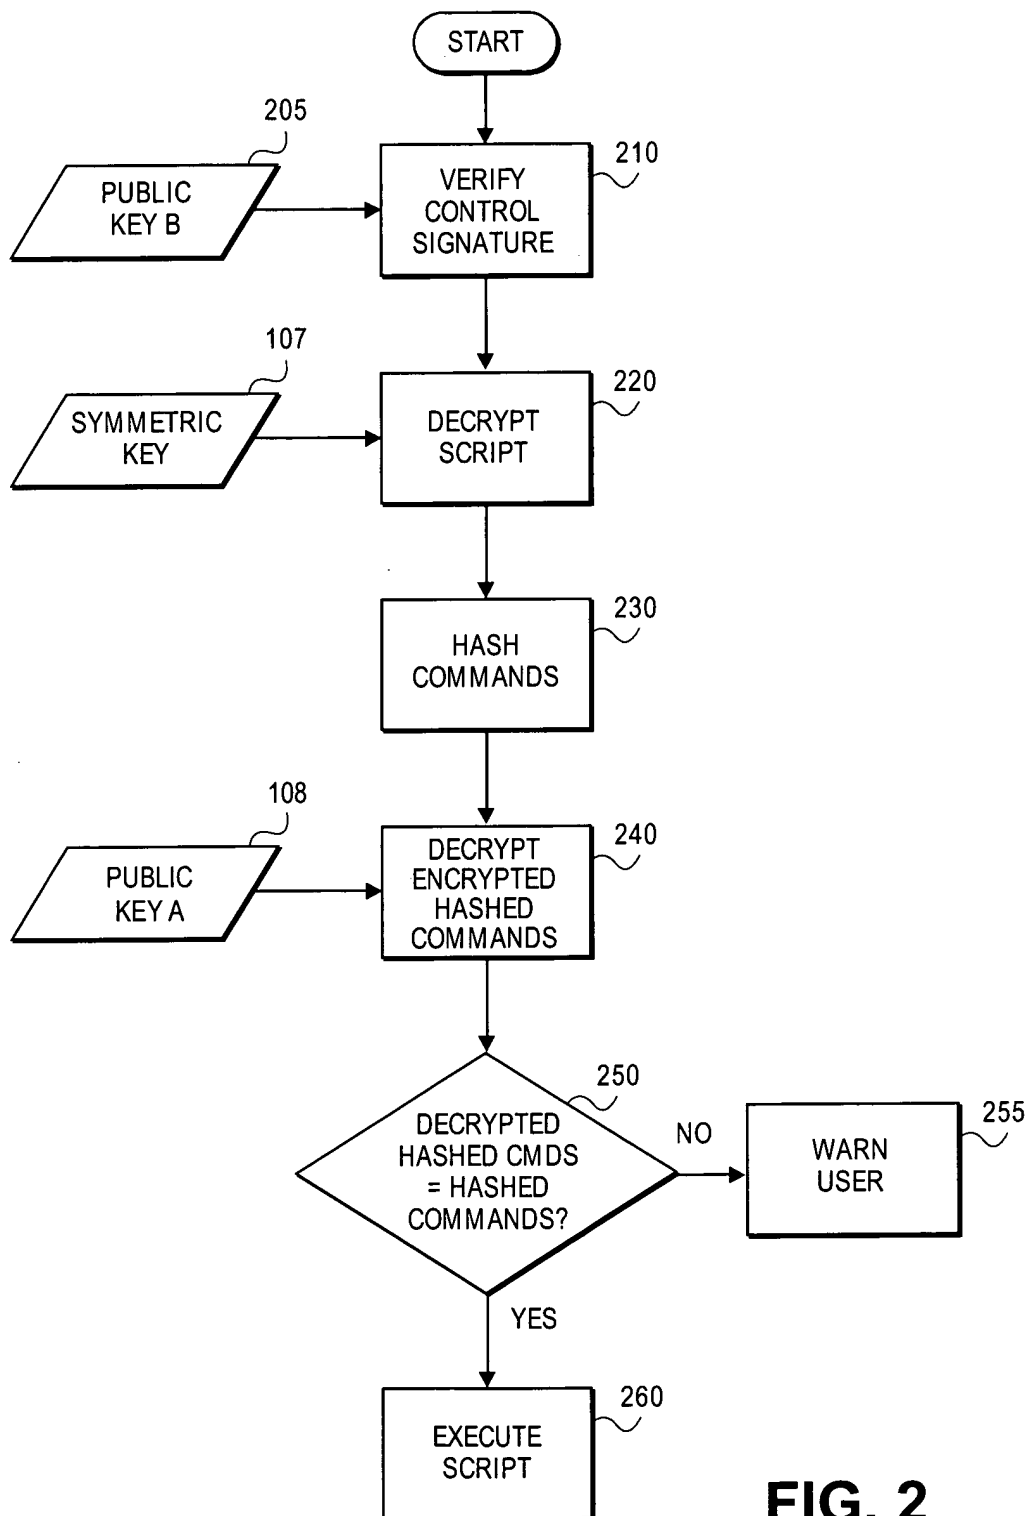 START
205
PUBLIC
KEY B
210
VERIFY
CONTROL
SIGNATURE
107
SYMMETRIC
KEY
220
DECRYPT
SCRIPT
230
HASH
COMMANDS
108
PUBLIC
KEY A
240
DECRYPT
ENCRYPTED
HASHED
COMMANDS
250
DECRYPTED
HASHED CMDS
= HASHED
COMMANDS?
NO
255
WARN
USER
YES
260
EXECUTE
SCRIPT
FIG. 2